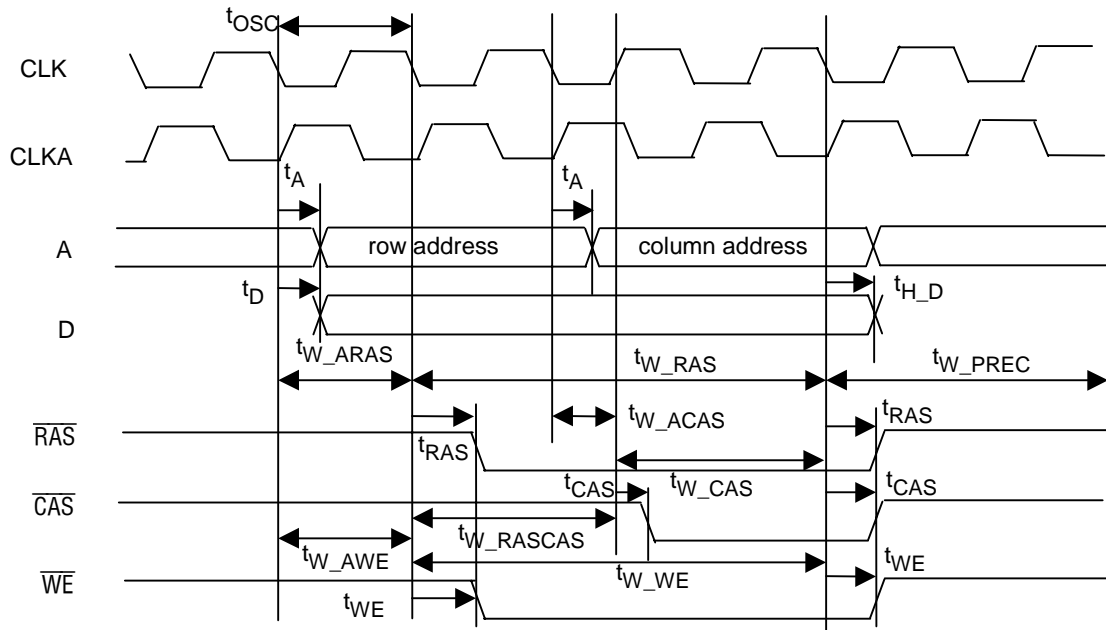 tOSC
CLK
CLKA
tA
tA
A
row address
column address
tD
tH_D
D
tW_ARAS
tW_RAS
tW_PREC
RAS
tRAS
tW_ACAS
tRAS
CAS
tCAS
tW_CAS
tCAS
tW_RASCAS
tW_AWE
tW_WE
tWE
WE
tWE